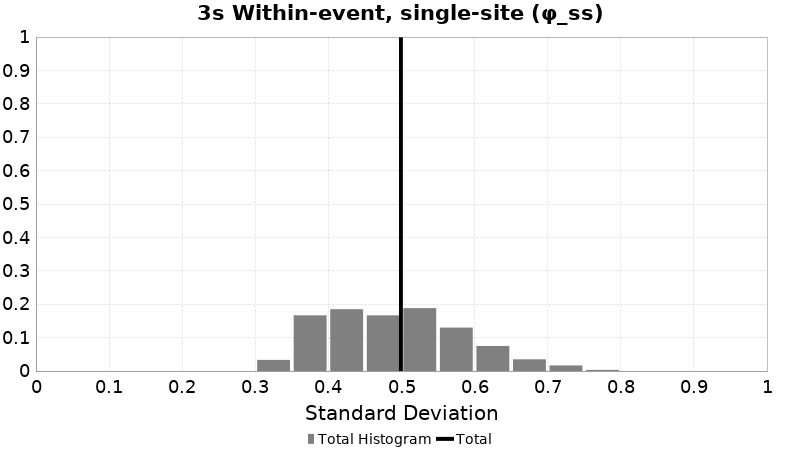 3s Within-event, single-site (φ_ss)
1
0.9
0.8
0.7
0.6
0.5
0.4
0.3
0.2
0.1
0
0 0.1 0.2 0.3 0.4 0.5 0.6 0.7 0.8 0.9 1
Standard Deviation
Total Histogram Total